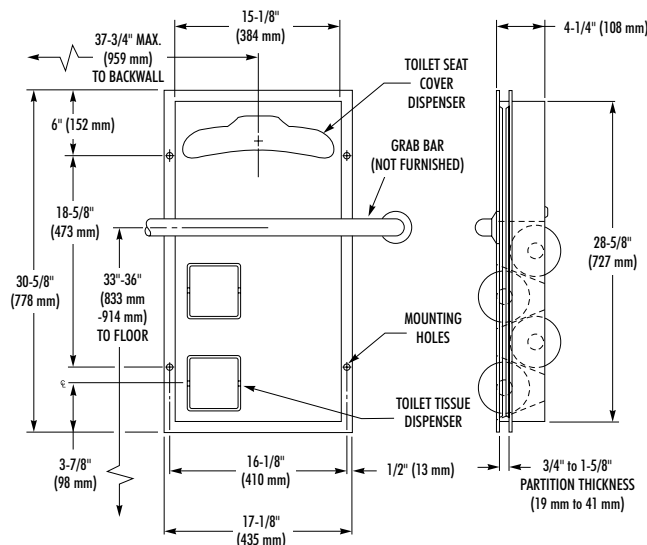 15-1/8"
(384 mm)
4-1/4" (108 mm)
37-3/4" MAX.
(959 mm)
TO BACKWALL
TOILET SEAT
COVER
DISPENSER
6" (152 mm)
GRAB BAR
(NOT FURNISHED)
18-5/8"
(473 mm)
28-5/8"
(727 mm)
30-5/8"
(778 mm)
33"-36"
(833 mm
-914 mm)
TO FLOOR
MOUNTING
HOLES
℄
TOILET TISSUE
DISPENSER
3-7/8"
(98 mm)
16-1/8"
(410 mm)
1/2" (13 mm)
3/4" to 1-5/8"
PARTITION THICKNESS
(19 mm to 41 mm)
17-1/8"
(435 mm)